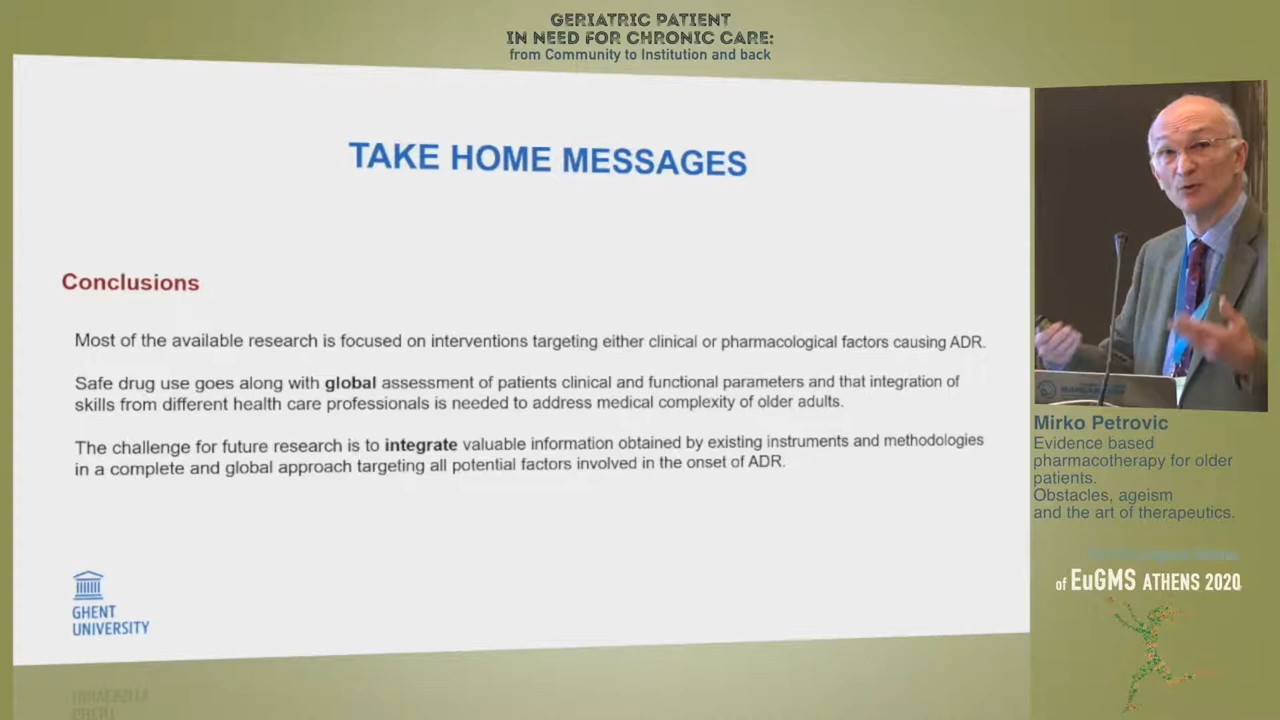 GERIATRIC PATIENT
IN NEED FOR CHRONIC CARE:
from Community to Institution and back
TAKE HOME MESSAGES
Conclusions
Most of the available research is focused on interventions targeting either clinical or pharmacological factors causing ADR.
Safe drug use goes along with global assessment of patients clinical and functional parameters and that integration of
skills from different health care professionals is needed to address medical complexity of older adults.
The challenge for future research is to integrate valuable information obtained by existing instruments and methodologies
in a complete and global approach targeting all potential factors involved in the onset of ADR.
GHENT
UNIVERSITY
Mirko Petrovic
Evidence based
pharmacotherapy for older
patients.
Obstacles, ageism
and the art of therapeutics.
of EuGMS ATHENS 2020